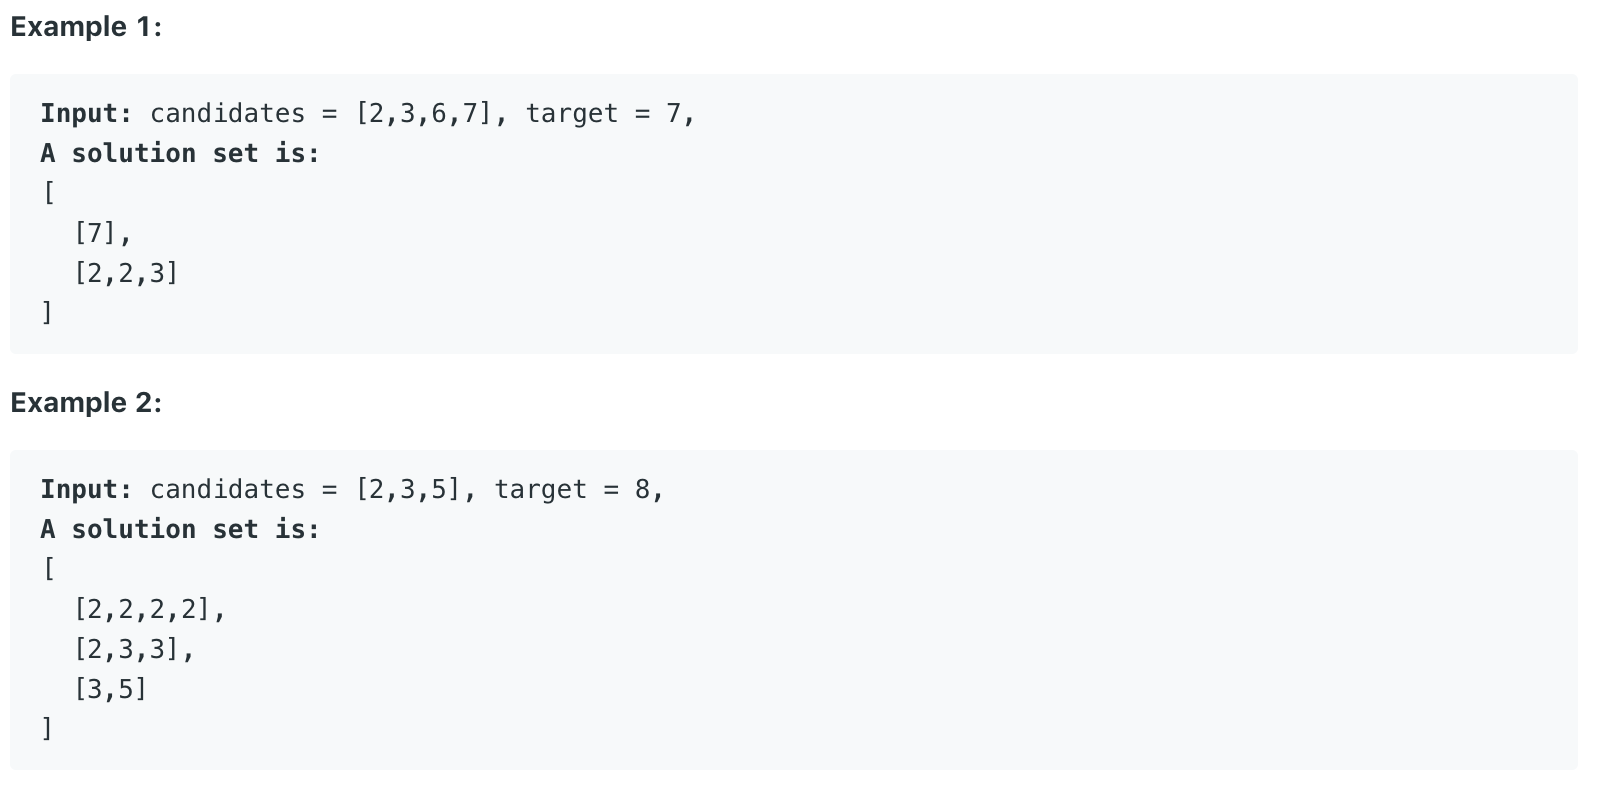 Example 1:
Input: candidates = [2,3,6,7], target = 7,
A solution set is:
[
  [7],
  [2,2,3]
]
Example 2:
Input: candidates = [2,3,5], target = 8,
A solution set is:
[
  [2,2,2,2],
  [2,3,3],
  [3,5]
]